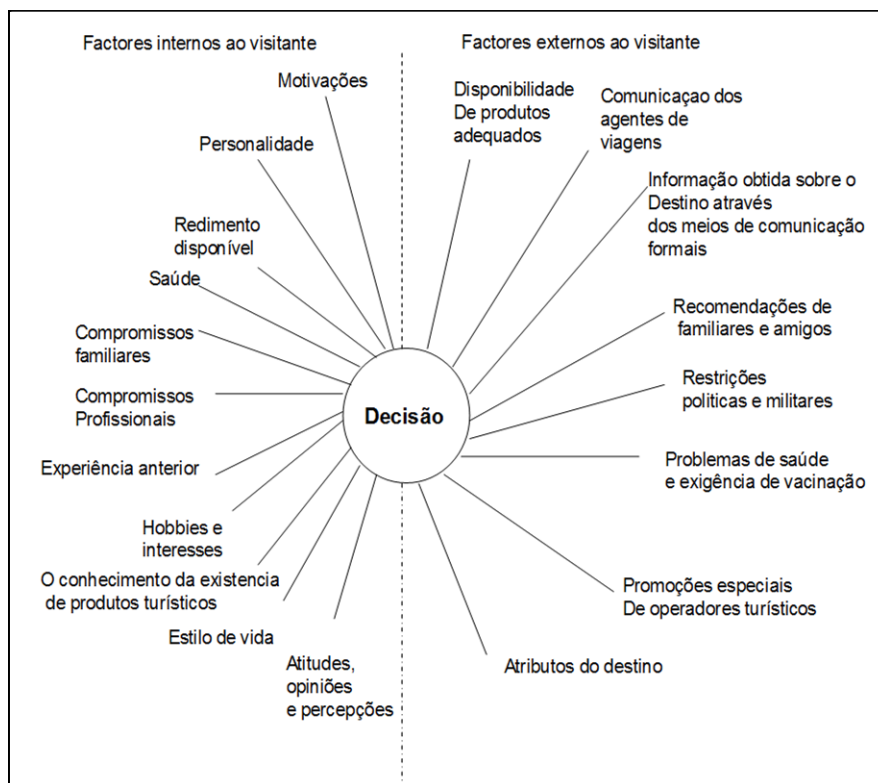 Factores internos ao visitante
Motivações
Personalidade
Redimento
disponível
Saúde
Compromissos
familiares
Compromissos
Profissionais
Experiência anterior
Hobbies e
interesses
O conhecimento da existencia
de produtos turísticos
Estilo de vida
Atitudes,
opiniões
e percepções
Decisão
Factores externos ao visitante
Disponibilidade
De produtos
adequados
Comunicaçao dos
agentes de
viagens
Informação obtida sobre o
Destino através
dos meios de comunicação
formais
Recomendações de
familiares e amigos
Restrições
politicas e militares
Problemas de saúde
e exigência de vacinação
Promoções especiais
De operadores turísticos
Atributos do destino